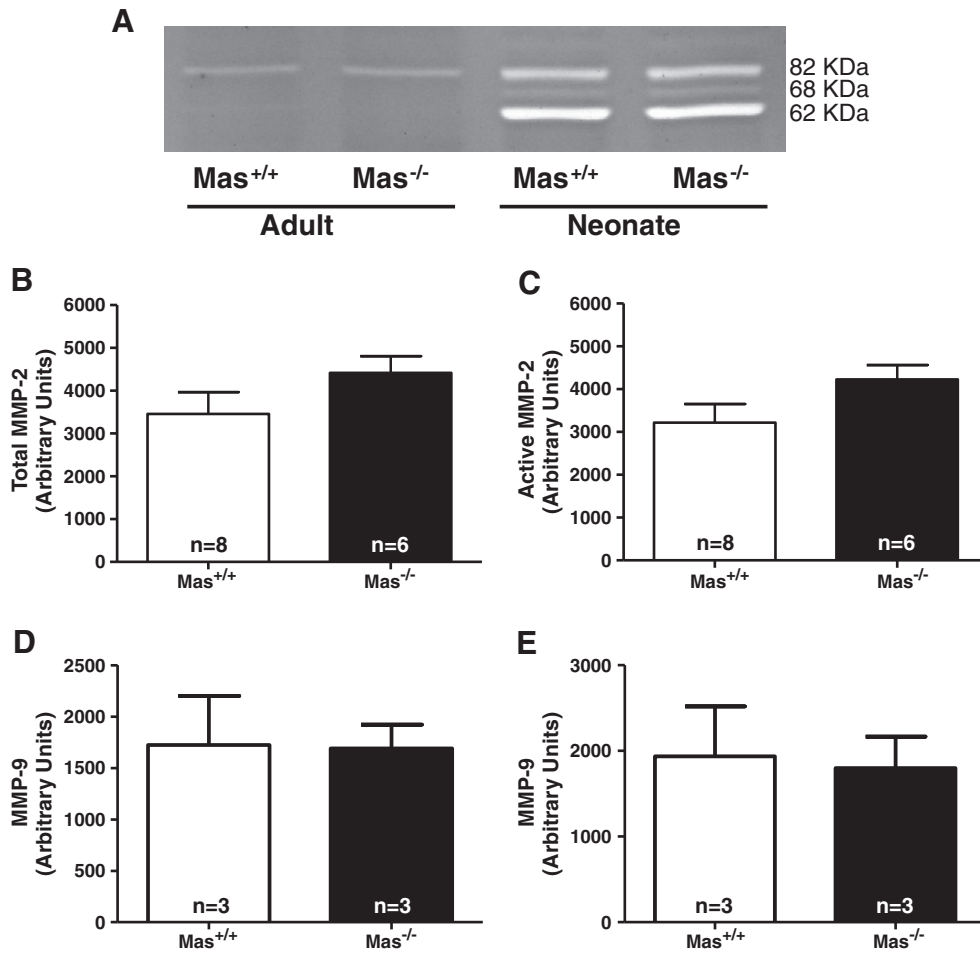 A
82 KDa
68 KDa
62 KDa
Mas+/+ Mas-/- Mas+/+ Mas-/-
Adult Neonate
B
Total MMP-2
(Arbitrary Units)
6000
5000
4000
3000
2000
1000
0
n=8 n=6
Mas+/+ Mas-/-
C
Active MMP-2
(Arbitrary Units)
6000
5000
4000
3000
2000
1000
0
n=8 n=6
Mas+/+ Mas-/-
D
MMP-9
(Arbitrary Units)
2500
2000
1500
1000
500
0
n=3 n=3
Mas+/+ Mas-/-
E
MMP-9
(Arbitrary Units)
3000
2000
1000
0
n=3 n=3
Mas+/+ Mas-/-